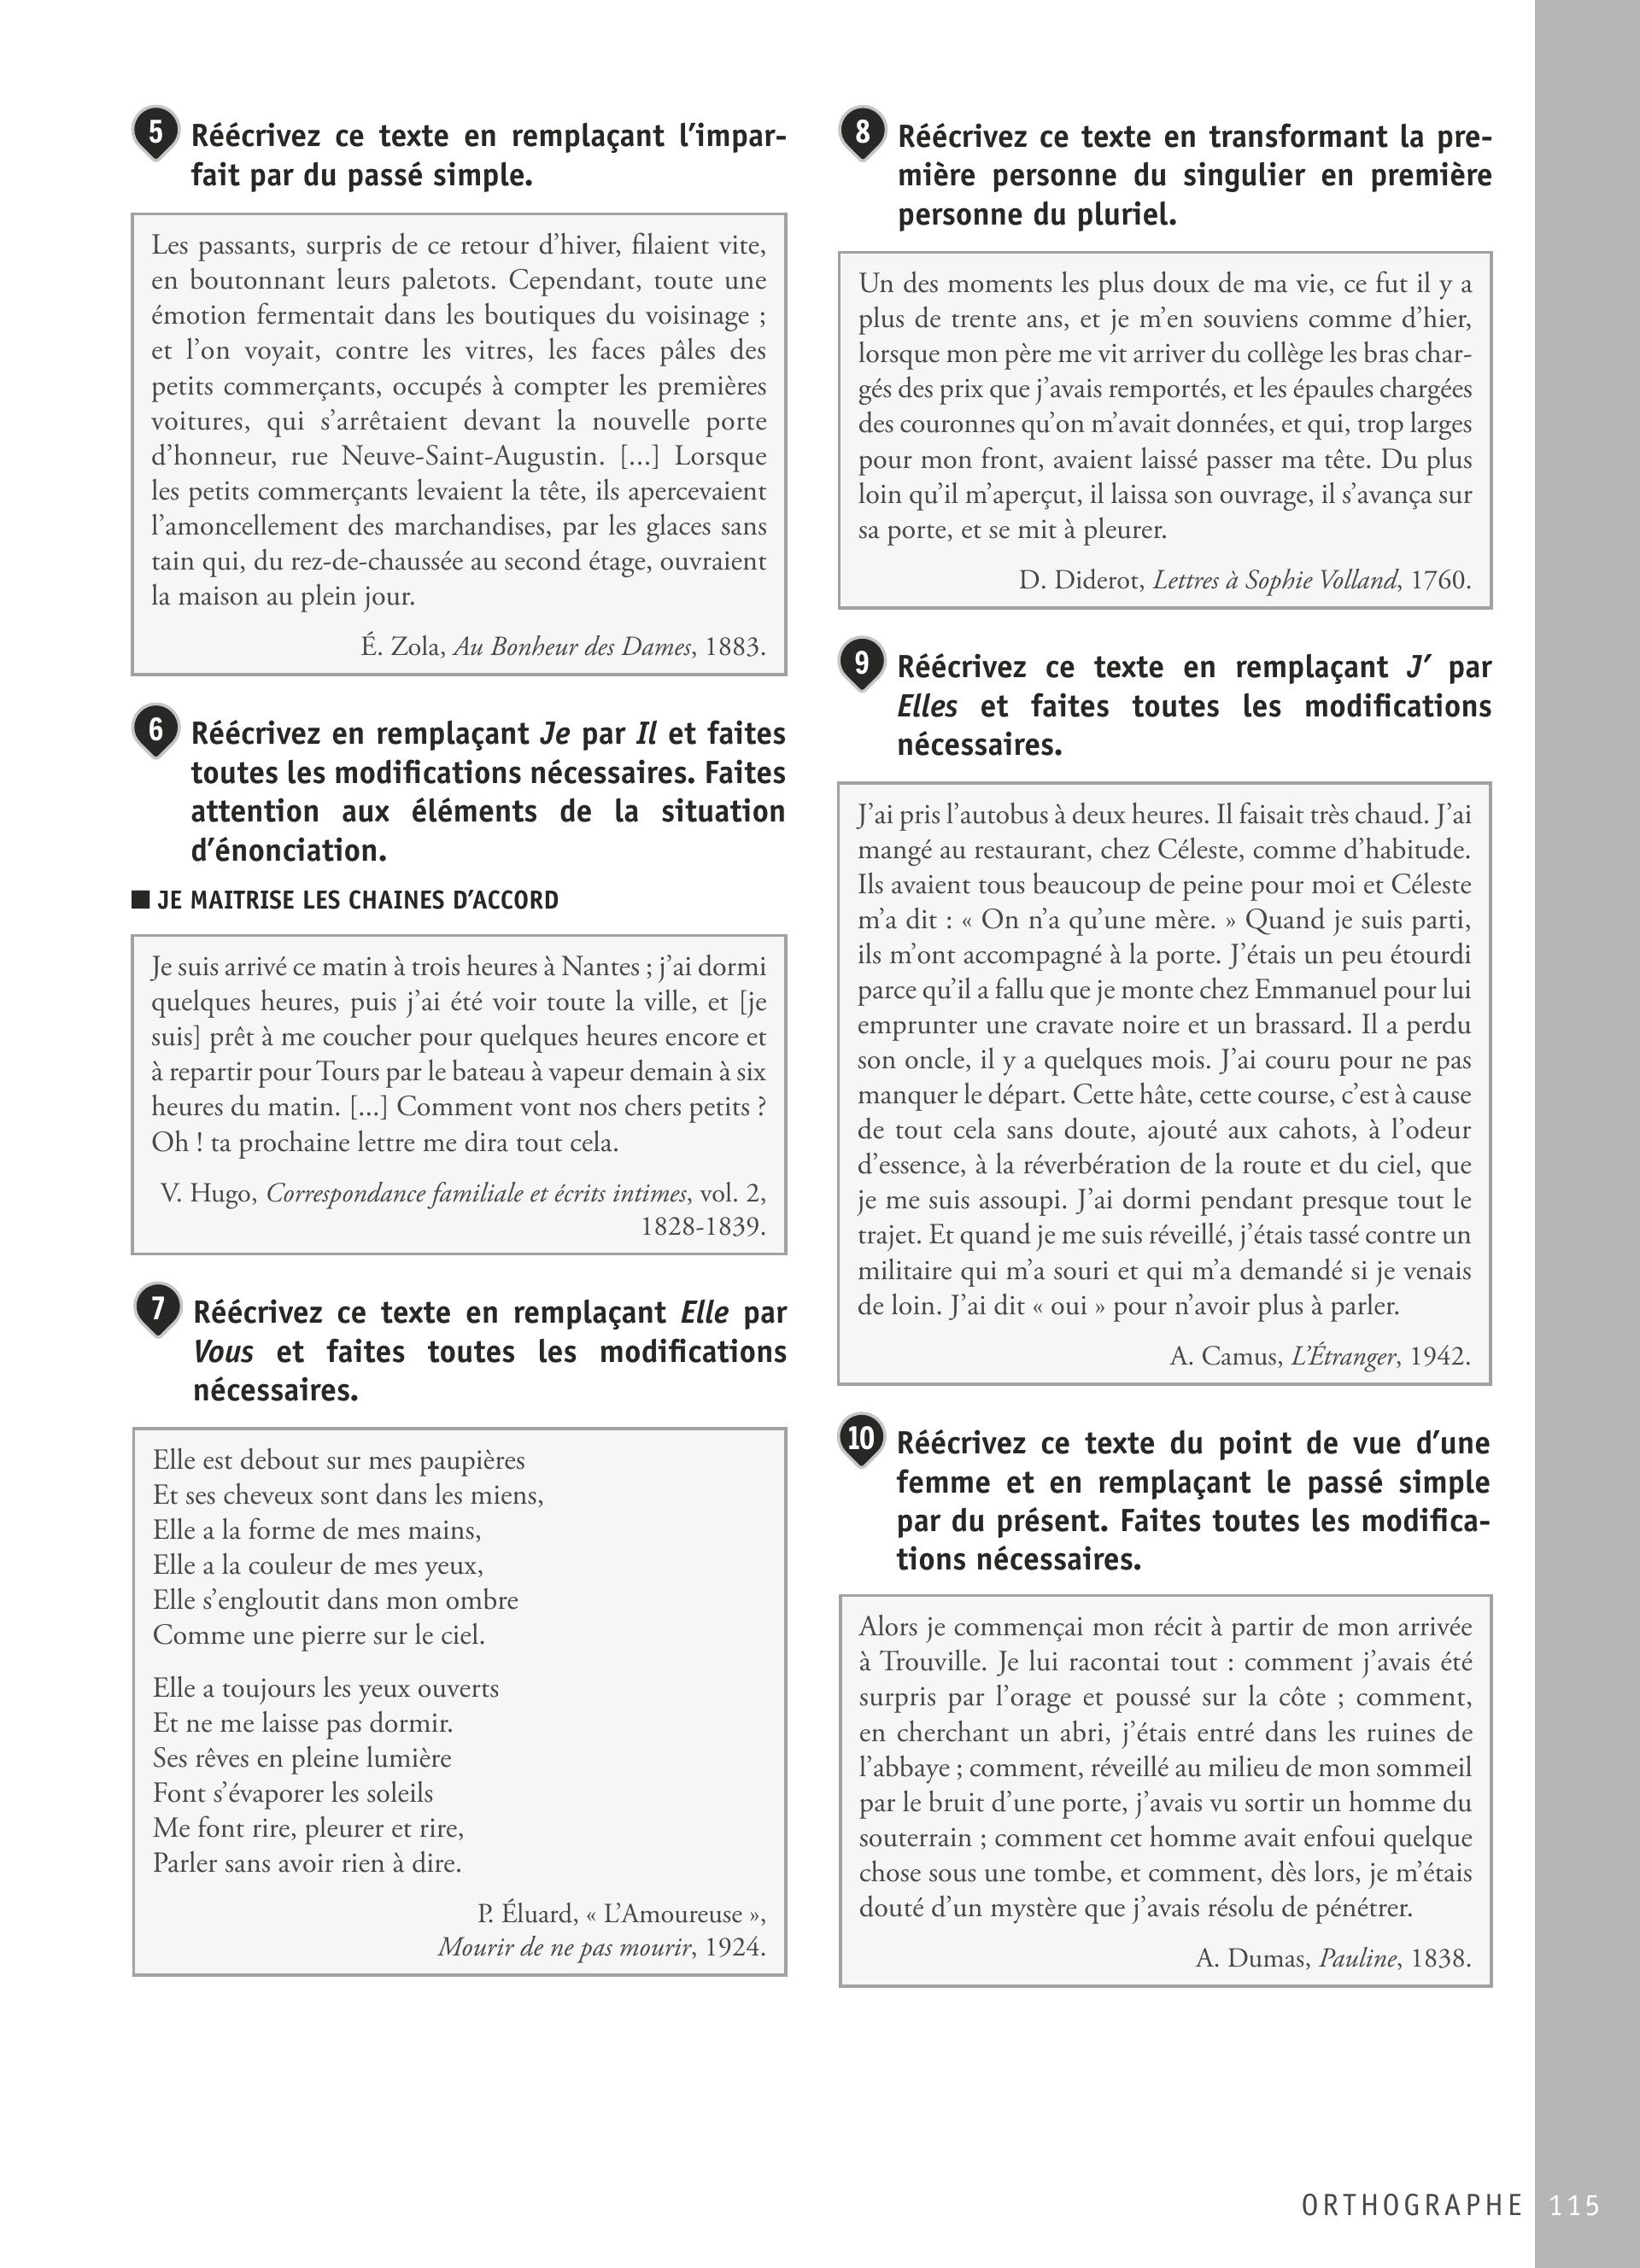 5 Réécrivez ce texte en remplaçant l’impar-
fait par du passé simple.
Les passants, surpris de ce retour d’hiver, filaient vite,
en boutonnant leurs paletots. Cependant, toute une
émotion fermentait dans les boutiques du voisinage ;
et l’on voyait, contre les vitres, les faces pâles des
petits commerçants, occupés à compter les premières
voitures, qui s’arrêtaient devant la nouvelle porte
d’honneur, rue Neuve-Saint-Augustin. [...] Lorsque
les petits commerçants levaient la tête, ils apercevaient
l’amoncellement des marchandises, par les glaces sans
tain qui, du rez-de-chaussée au second étage, ouvraient
la maison au plein jour.
É. Zola, Au Bonheur des Dames, 1883.
6 Réécrivez en remplaçant Je par Il et faites
toutes les modifications nécessaires. Faites
attention aux éléments de la situation
d’énonciation.
■ JE MAITRISE LES CHAINES D’ACCORD
Je suis arrivé ce matin à trois heures à Nantes ; j’ai dormi
quelques heures, puis j’ai été voir toute la ville, et [je
suis] prêt à me coucher pour quelques heures encore et
à repartir pour Tours par le bateau à vapeur demain à six
heures du matin. [...] Comment vont nos chers petits ?
Oh ! ta prochaine lettre me dira tout cela.
V. Hugo, Correspondance familiale et écrits intimes, vol. 2,
1828-1839.
7 Réécrivez ce texte en remplaçant Elle par
Vous et faites toutes les modifications
nécessaires.
Elle est debout sur mes paupières
Et ses cheveux sont dans les miens,
Elle a la forme de mes mains,
Elle a la couleur de mes yeux,
Elle s’engloutit dans mon ombre
Comme une pierre sur le ciel.
Elle a toujours les yeux ouverts
Et ne me laisse pas dormir.
Ses rêves en pleine lumière
Font s’évaporer les soleils
Me font rire, pleurer et rire,
Parler sans avoir rien à dire.
P. Éluard, « L’Amoureuse »,
Mourir de ne pas mourir, 1924.
8 Réécrivez ce texte en transformant la pre-
mière personne du singulier en première
personne du pluriel.
Un des moments les plus doux de ma vie, ce fut il y a
plus de trente ans, et je m’en souviens comme d’hier,
lorsque mon père me vit arriver du collège les bras char-
gés des prix que j’avais remportés, et les épaules chargées
des couronnes qu’on m’avait données, et qui, trop larges
pour mon front, avaient laissé passer ma tête. Du plus
loin qu’il m’aperçut, il laissa son ouvrage, il s’avança sur
sa porte, et se mit à pleurer.
D. Diderot, Lettres à Sophie Volland, 1760.
9 Réécrivez ce texte en remplaçant J’ par
Elles et faites toutes les modifications
nécessaires.
J’ai pris l’autobus à deux heures. Il faisait très chaud. J’ai
mangé au restaurant, chez Céleste, comme d’habitude.
Ils avaient tous beaucoup de peine pour moi et Céleste
m’a dit : « On n’a qu’une mère. » Quand je suis parti,
ils m’ont accompagné à la porte. J’étais un peu étourdi
parce qu’il a fallu que je monte chez Emmanuel pour lui
emprunter une cravate noire et un brassard. Il a perdu
son oncle, il y a quelques mois. J’ai couru pour ne pas
manquer le départ. Cette hâte, cette course, c’est à cause
de tout cela sans doute, ajouté aux cahots, à l’odeur
d’essence, à la réverbération de la route et du ciel, que
je me suis assoupi. J’ai dormi pendant presque tout le
trajet. Et quand je me suis réveillé, j’étais tassé contre un
militaire qui m’a souri et qui m’a demandé si je venais
de loin. J’ai dit « oui » pour n’avoir plus à parler.
A. Camus, L’Étranger, 1942.
10 Réécrivez ce texte du point de vue d’une
femme et en remplaçant le passé simple
par du présent. Faites toutes les modifica-
tions nécessaires.
Alors je commençai mon récit à partir de mon arrivée
à Trouville. Je lui racontai tout : comment j’avais été
surpris par l’orage et poussé sur la côte ; comment,
en cherchant un abri, j’étais entré dans les ruines de
l’abbaye ; comment, réveillé au milieu de mon sommeil
par le bruit d’une porte, j’avais vu sortir un homme du
souterrain ; comment cet homme avait enfoui quelque
chose sous une tombe, et comment, dès lors, je m’étais
douté d’un mystère que j’avais résolu de pénétrer.
A. Dumas, Pauline, 1838.
ORTHOGRAPHE 115